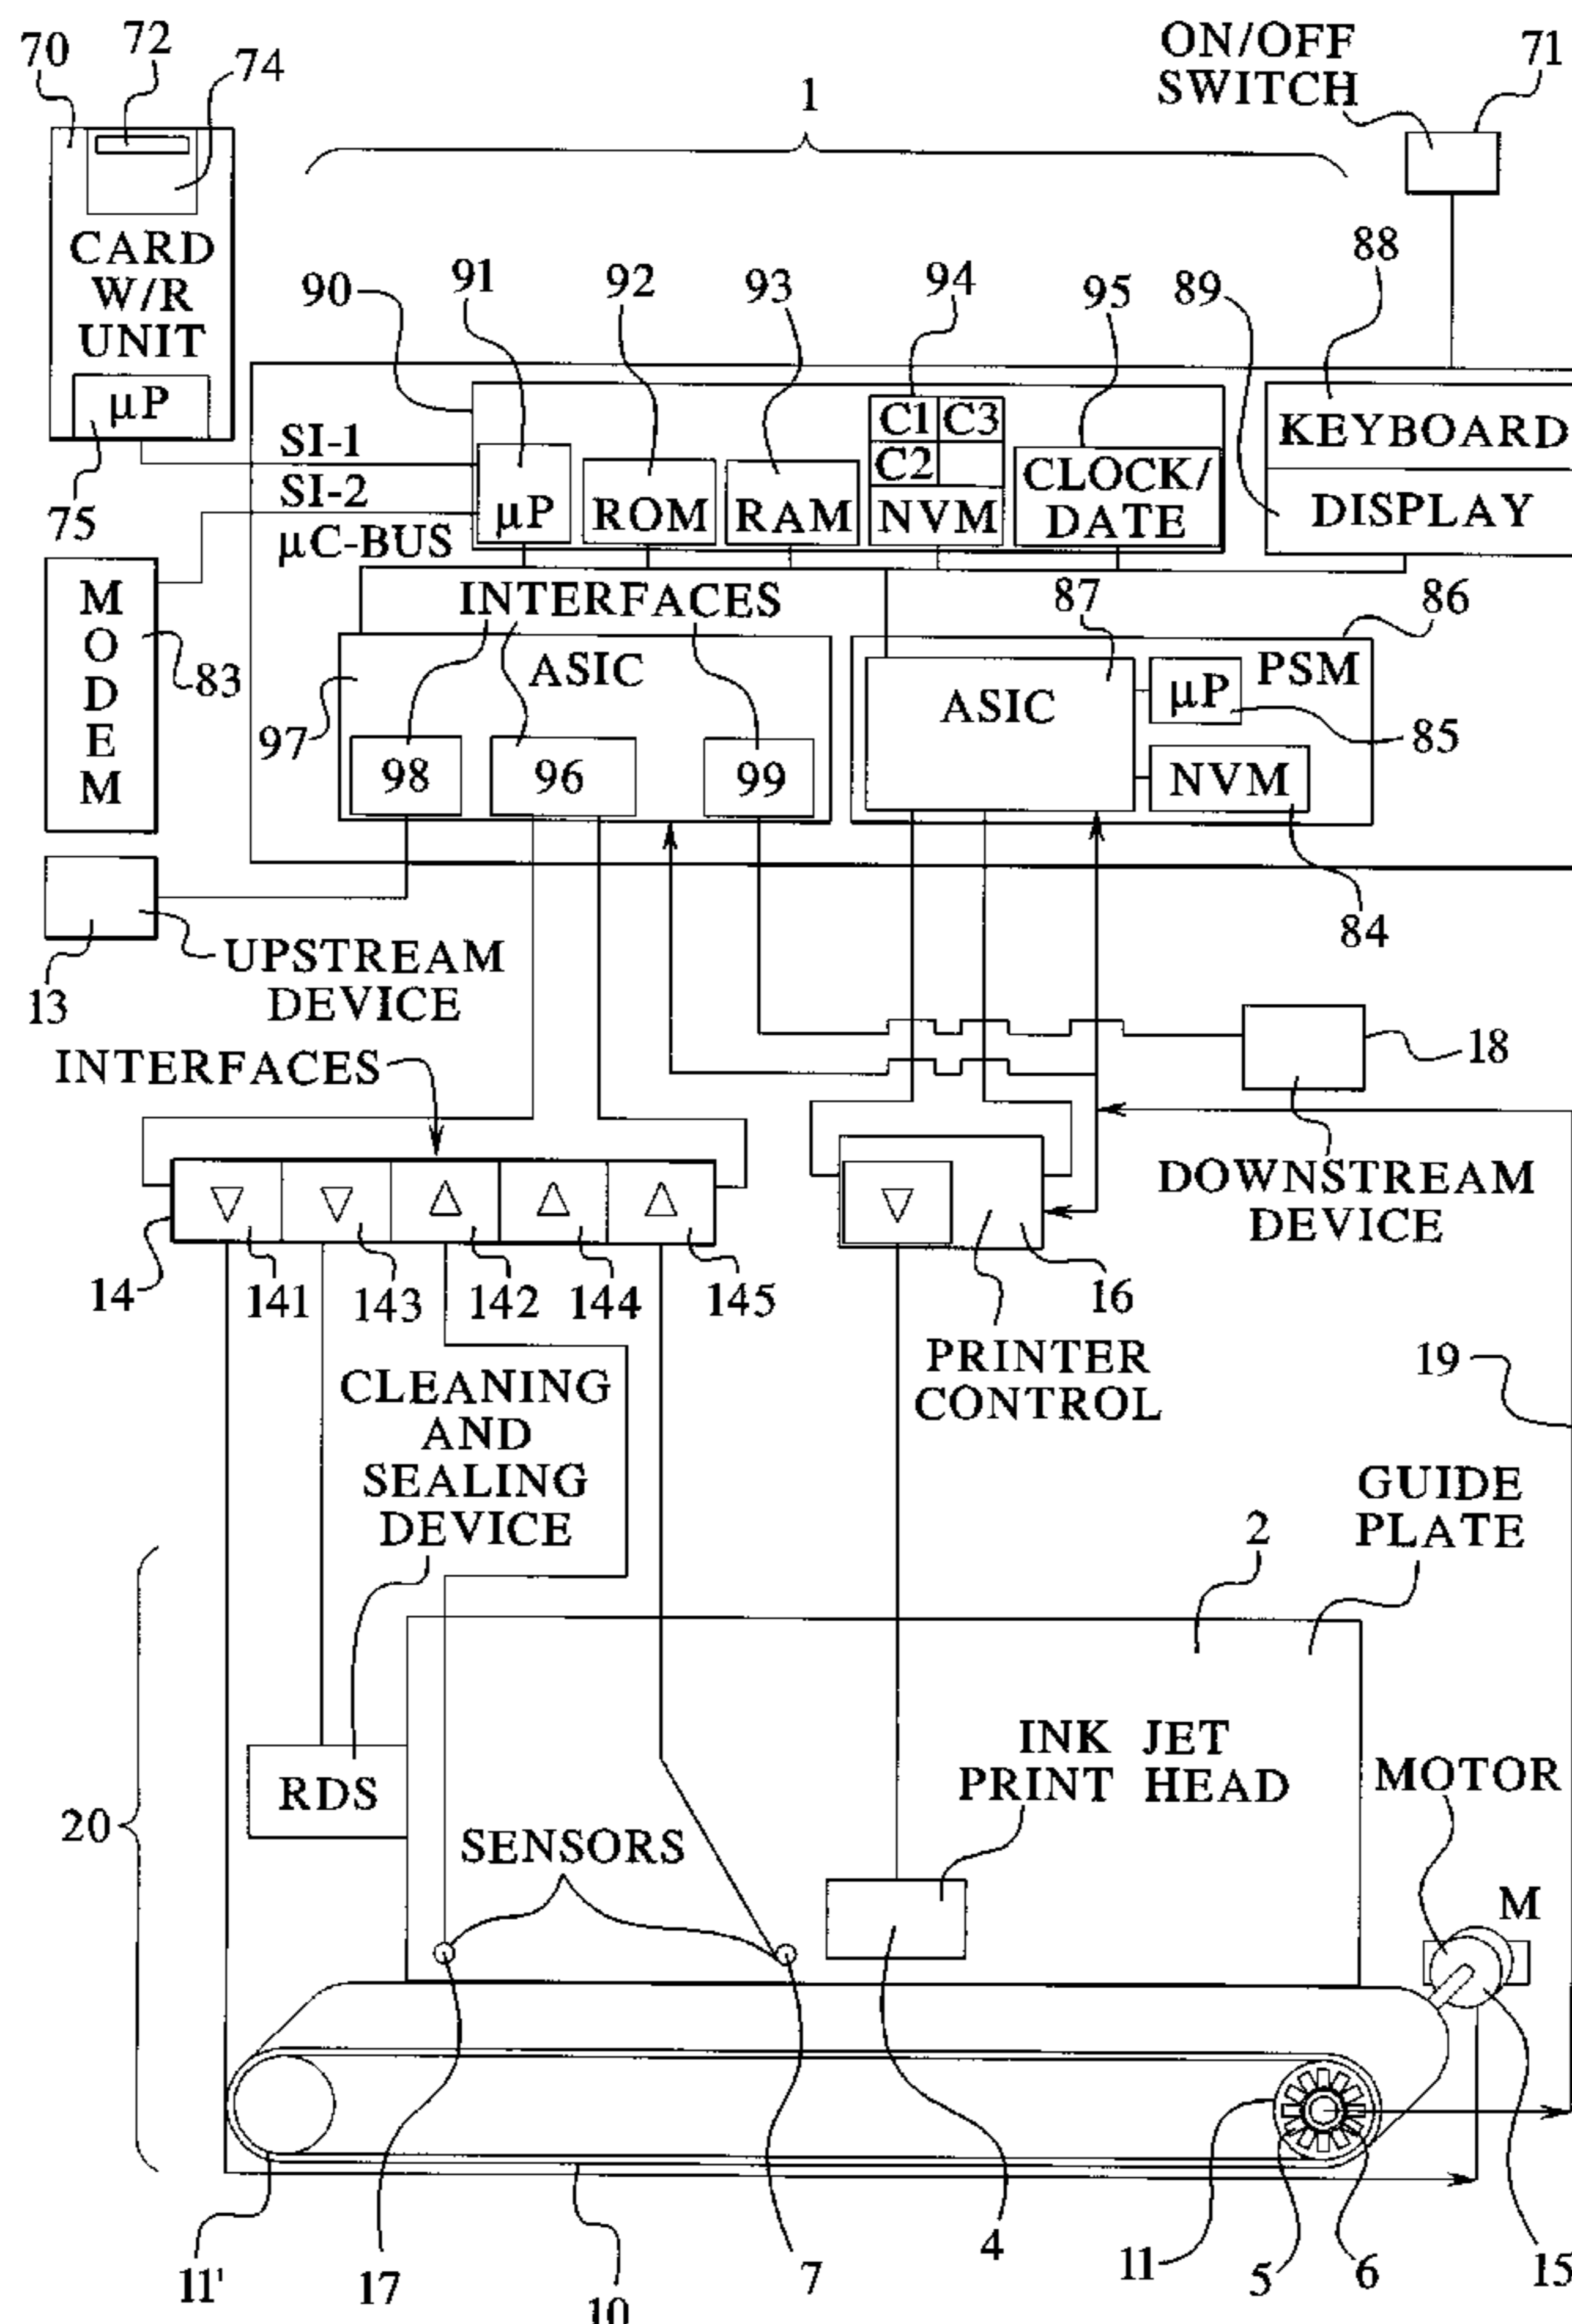 70
72
74
1
ON/OFF
SWITCH
71
CARD
W/R
UNIT
µP
75
90
91
92
93
94
95
89
88
SI-1
SI-2
µC-BUS
µP
ROM
RAM
C1
C3
C2
NVM
CLOCK/
DATE
KEYBOARD
DISPLAY
M
O
D
E
M
83
INTERFACES
87
86
97
ASIC
98
96
99
ASIC
µP
PSM
85
NVM
84
13
UPSTREAM
DEVICE
INTERFACES
18
DOWNSTREAM
DEVICE
14
141
143
142
144
145
16
PRINTER
CONTROL
19
CLEANING
AND
SEALING
DEVICE
GUIDE
PLATE
2
20
RDS
INK JET
PRINT HEAD
MOTOR
SENSORS
M
11'
17
10
7
4
11
5
6
15